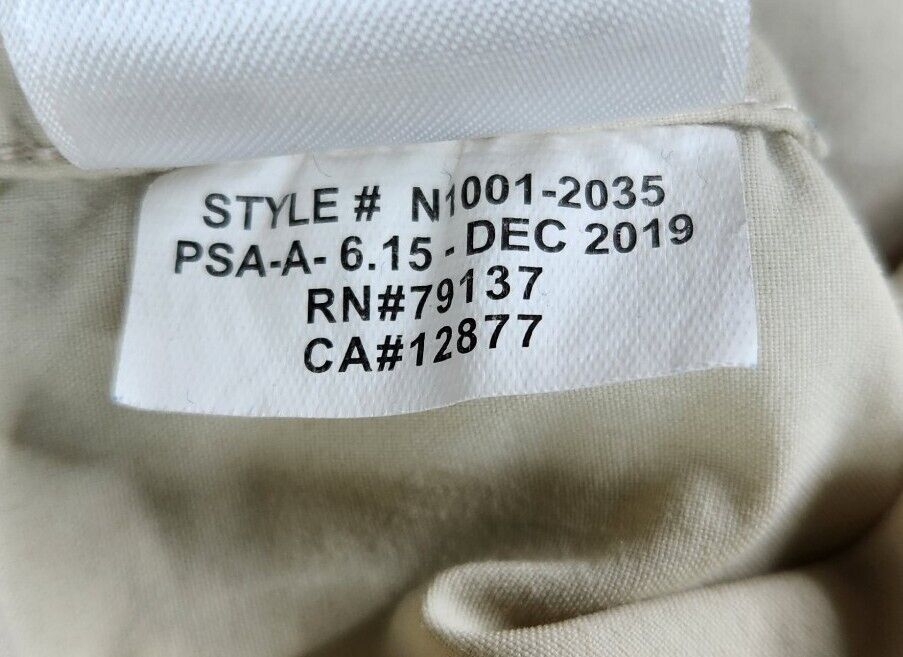 STYLE # N1001-2035
PSA-A- 6.15 - DEC 2019
RN#79137
CA#12877